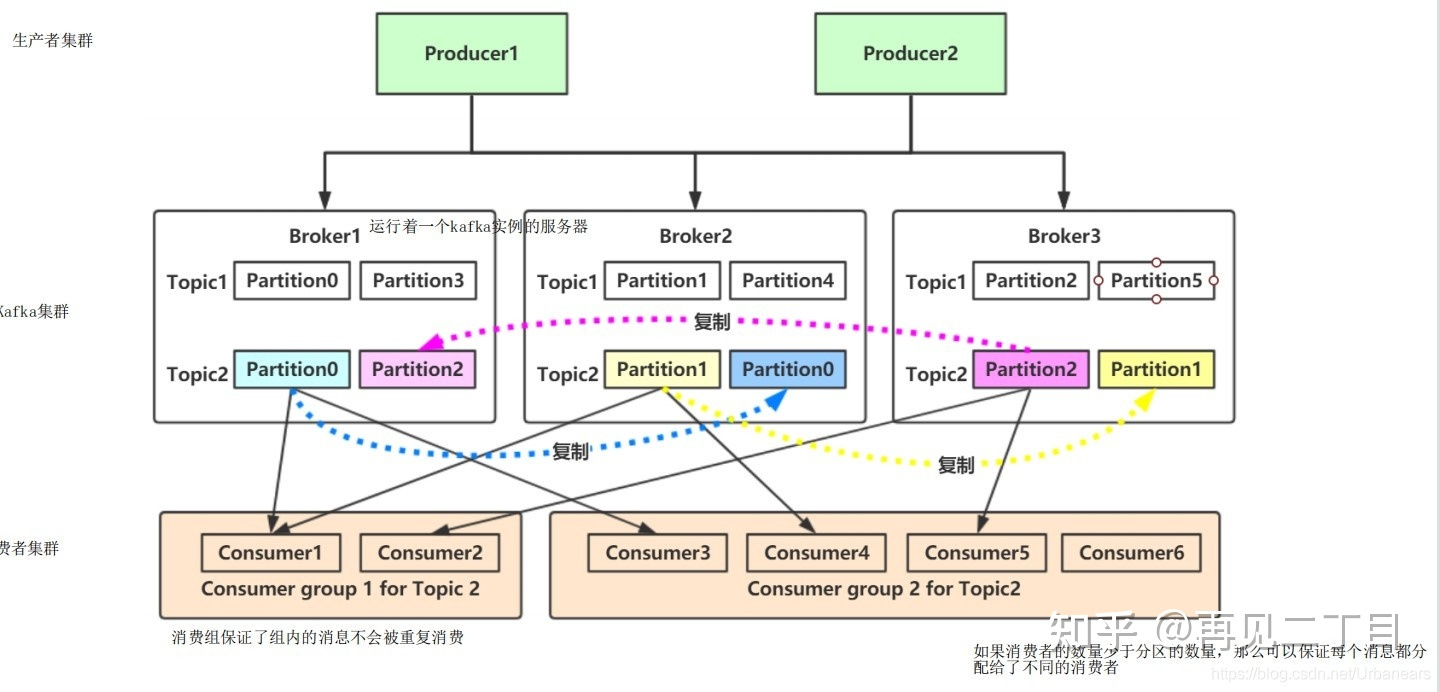 生产者集群
Producer1
Producer2
运行着一个kafka实例的服务器
Broker1
Broker2
Broker3
Topic1
Partition0
Partition3
Topic1
Partition1
Partition4
Topic1
Partition2
Partition5
Kafka集群
复制
Topic2
Partition0
Partition2
Topic2
Partition1
Partition0
Topic2
Partition2
Partition1
复制
复制
费者集群
Consumer1
Consumer2
Consumer3
Consumer4
Consumer5
Consumer6
Consumer group 1 for Topic 2
Consumer group 2 for Topic2
消费组保证了组内的消息不会被重复消费
知乎 @再见二丁目
如果消费者的数量少于分区的数量，那么可以保证每个消息都分
配给了不同的消费者
https://blog.csdn.net/Urbanears